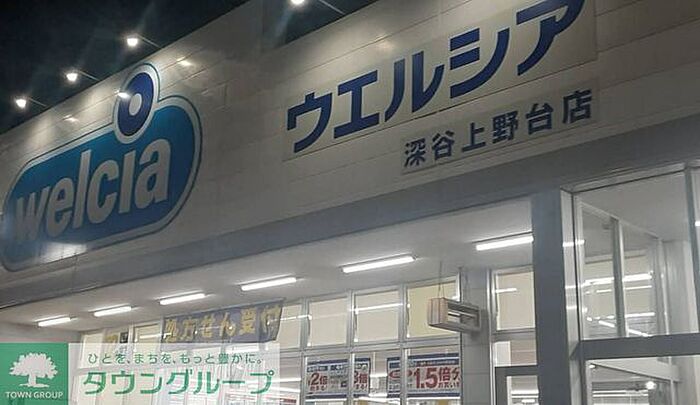 welcia
ウエルシア
深谷上野台店
処方せん受付
2倍
1.5倍分
ひとを、まちを、もっと豊かに。
タウングループ
TOWN GROUP